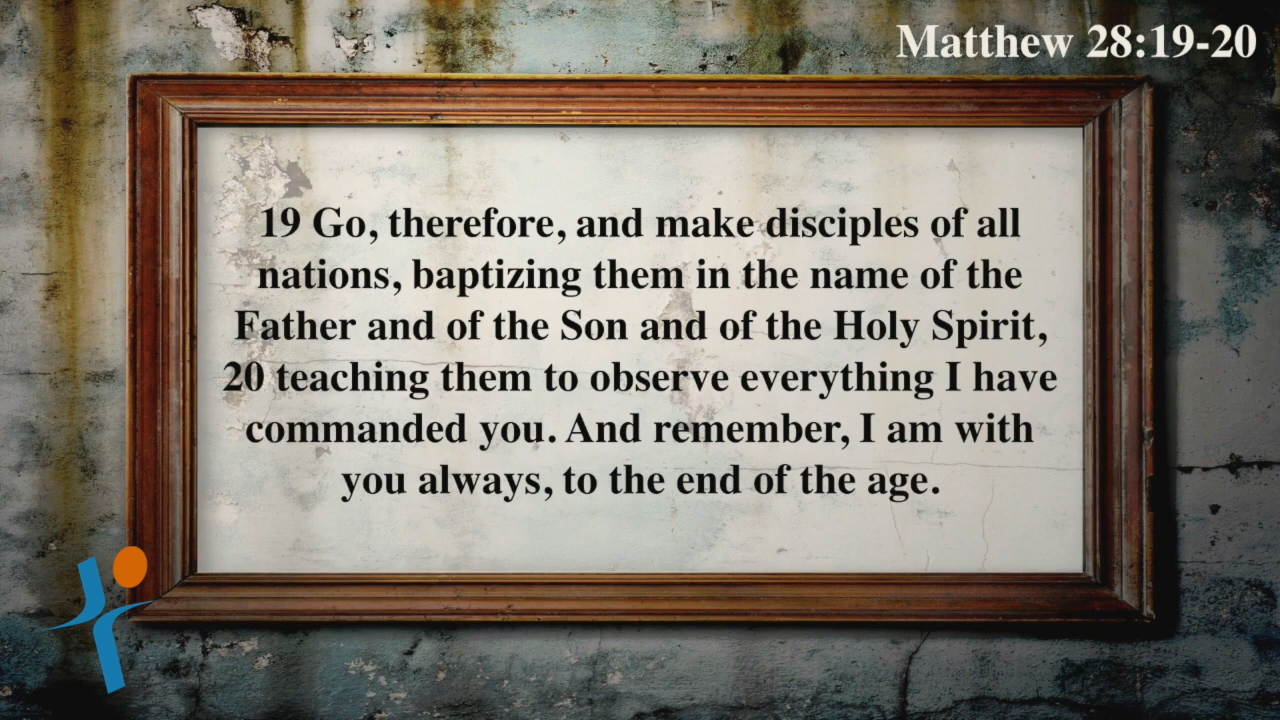 Matthew 28:19-20
19 Go, therefore, and make disciples of all
nations, baptizing them in the name of the
Father and of the Son and of the Holy Spirit,
20 teaching them to observe everything I have
commanded you. And remember, I am with
you always, to the end of the age.